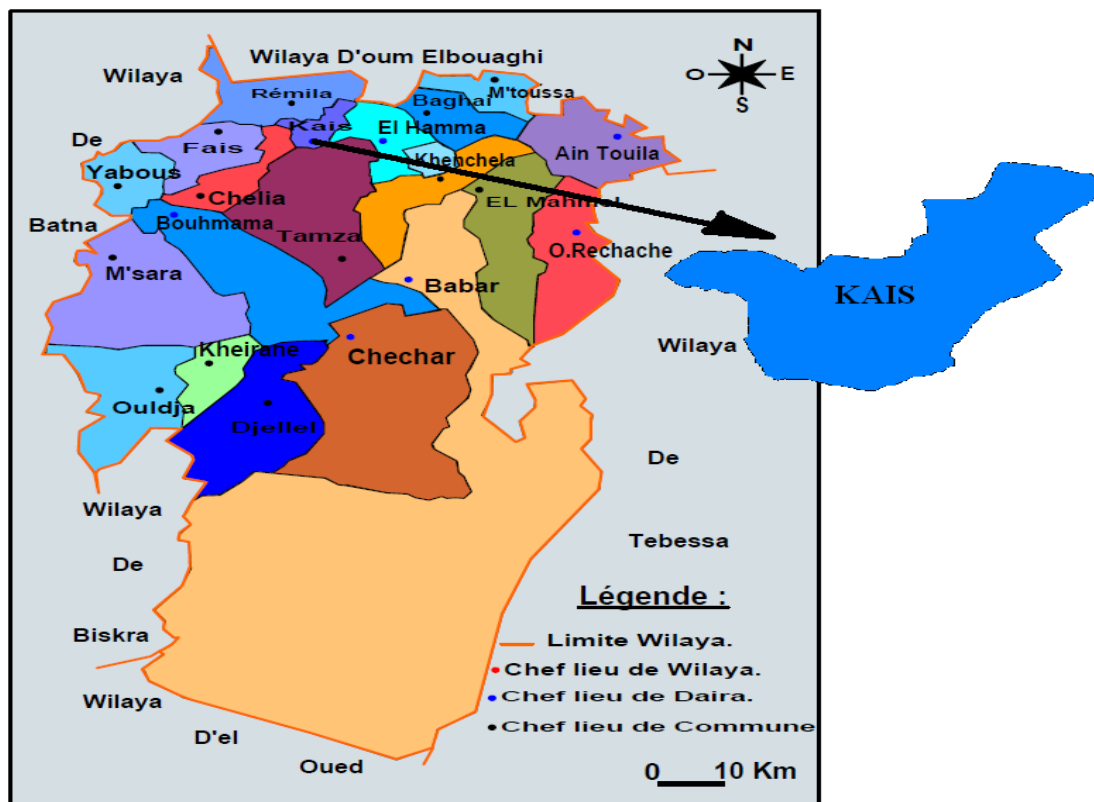 Wilaya D'oum Elbouaghi
N
O E
S
Wilaya
Rémila
M'toussa
Baghai
Kais
El Hamma
De
Fais
Ain Touila
Khenchela
Yabous
Chelia
EL Mahmel
Batna
Bouhmama
Tamza
O.Rechache
M'sara
Babar
KAIS
Wilaya
Kheirane
Chechar
Ouldja
Djellel
De
Wilaya
Tebessa
De
Légende :
Biskra
Limite Wilaya.
Chef lieu de Wilaya.
Wilaya
Chef lieu de Daira.
Chef lieu de Commune
D'el
Oued
0 10 Km